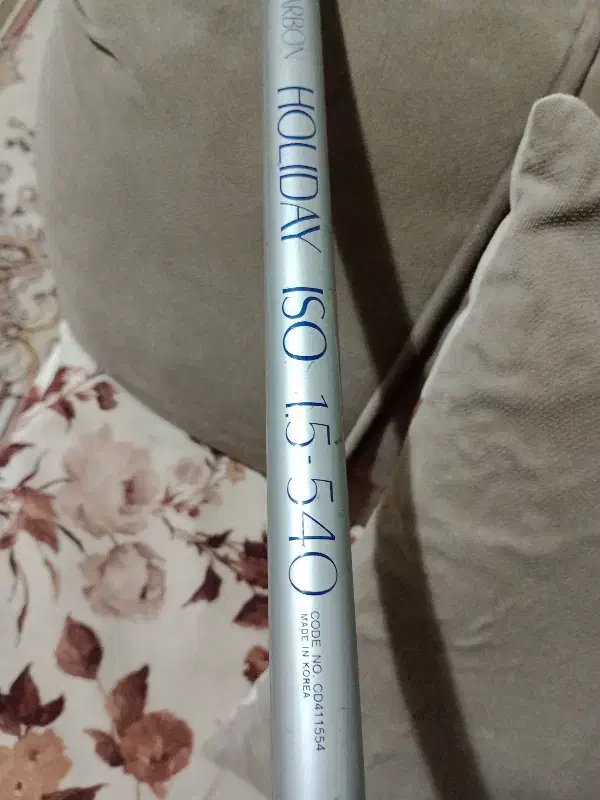 HOLIDAY ISO 1.5-540
CODE NO. CD411554
MADE IN KOREA